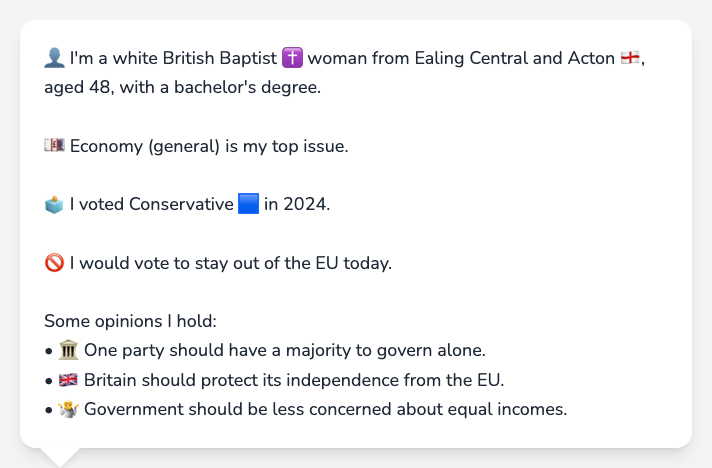 👤 I'm a white British Baptist ✝️ woman from Ealing Central and Acton 🏴󠁧󠁢󠁥󠁮󠁧󠁿,
aged 48, with a bachelor's degree.
💷 Economy (general) is my top issue.
🗳️ I voted Conservative 🟦 in 2024.
🚫 I would vote to stay out of the EU today.
Some opinions I hold:
• 🏛️ One party should have a majority to govern alone.
• 🇬🇧 Britain should protect its independence from the EU.
• 🤷 Government should be less concerned about equal incomes.